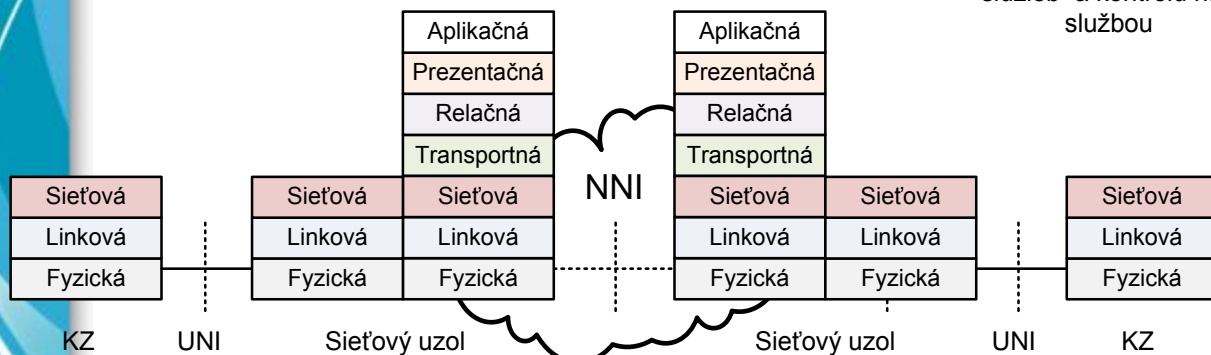 službou
Aplikačná Aplikačná
Prezentačná Prezentačná
Relačná Relačná
Transportná Transportná
NNI
Sieťová Sieťová Sieťová Sieťová Sieťová Sieťová
Linková Linková Linková Linková Linková Linková
Fyzická Fyzická Fyzická Fyzická Fyzická Fyzická
KZ UNI Sieťový uzol Sieťový uzol UNI KZ